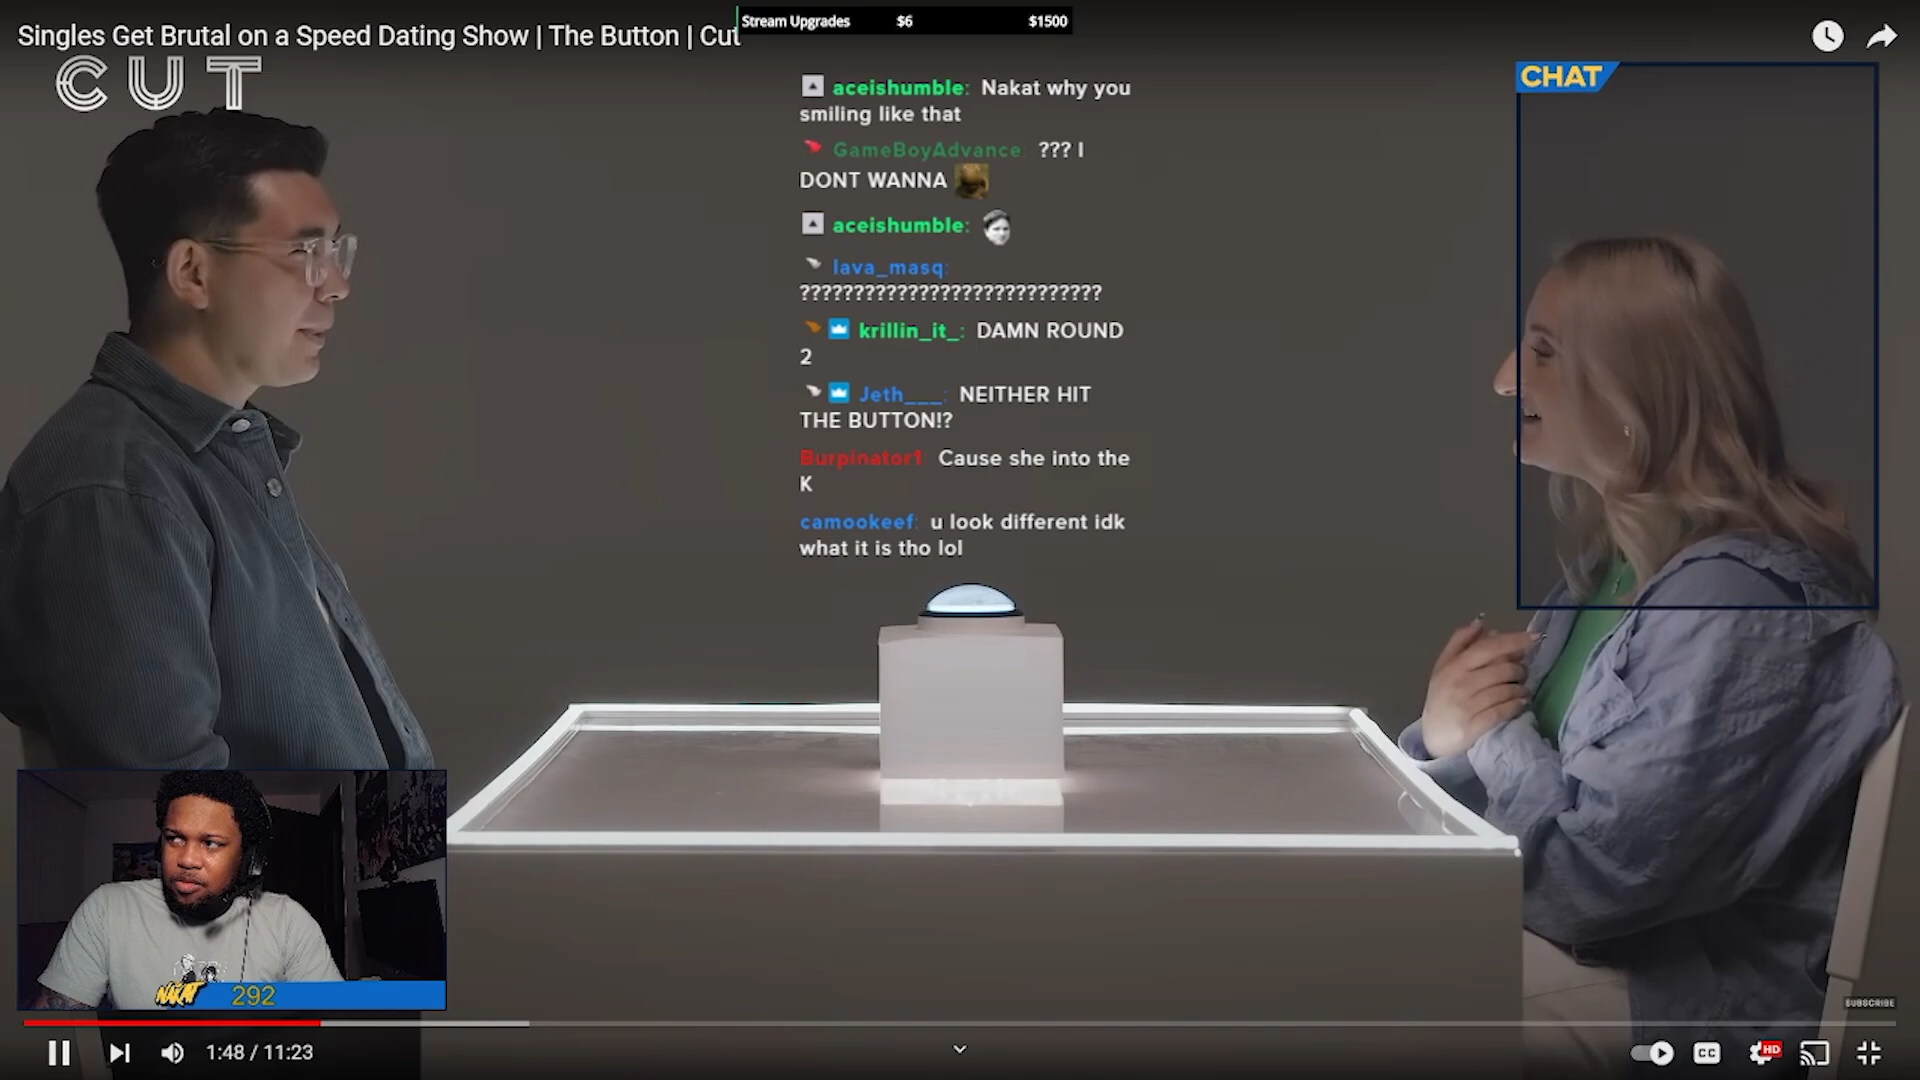 Stream Upgrades $6 $1500
Singles Get Brutal on a Speed Dating Show | The Button | Cut
CUT
CHAT
aceishumble: Nakat why you
smiling like that
GameBoyAdvance: ??? I
DONT WANNA
aceishumble:
lava_masq:
????????????????????????????
krillin_it_: DAMN ROUND
2
Jeth___: NEITHER HIT
THE BUTTON!?
Burpinator1: Cause she into the
K
camookeef: u look different idk
what it is tho lol
NAKAT 292
SUBSCRIBE
1:48 / 11:23
CC
HD